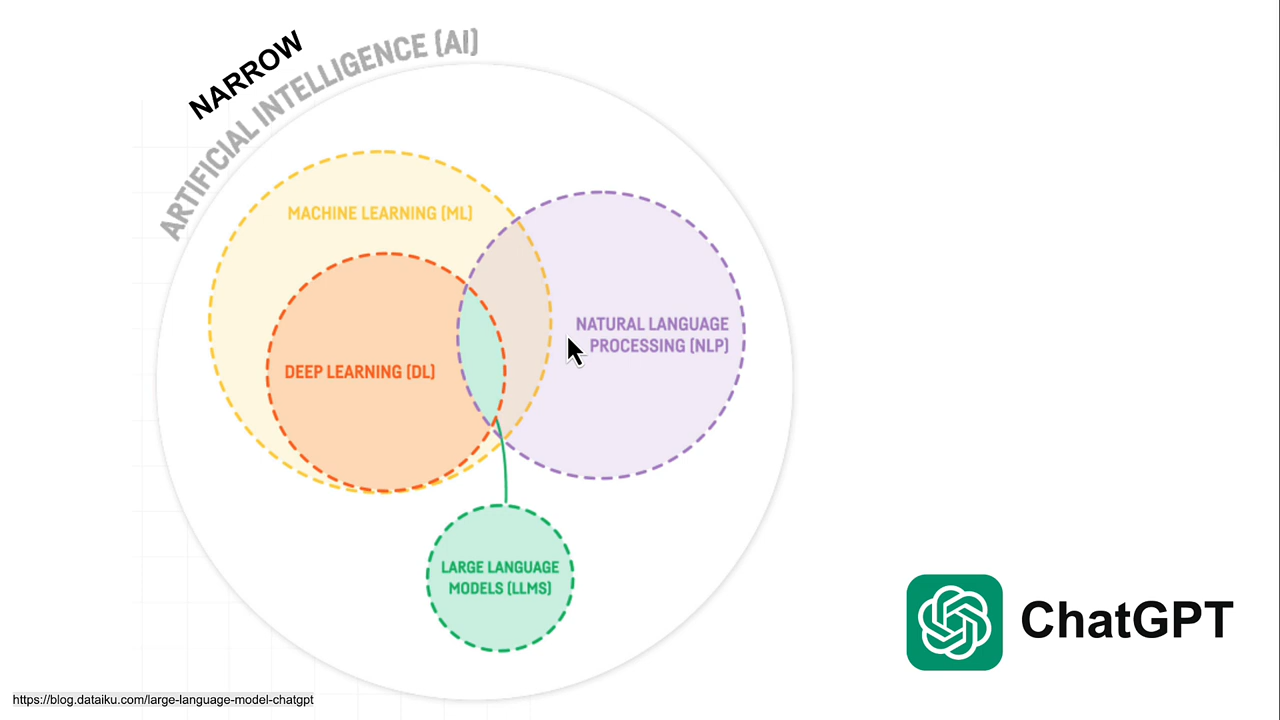 NARROW
ARTIFICIAL INTELLIGENCE (AI)
MACHINE LEARNING (ML)
NATURAL LANGUAGE
PROCESSING (NLP)
DEEP LEARNING (DL)
LARGE LANGUAGE
MODELS (LLMS)
ChatGPT
https://blog.dataiku.com/large-language-model-chatgpt